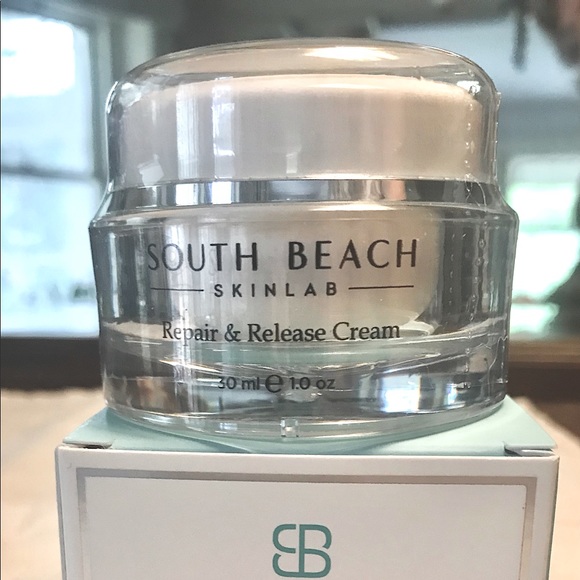 SOUTH BEACH
SKINLAB
Repair & Release Cream
30 ml e 1.0 oz